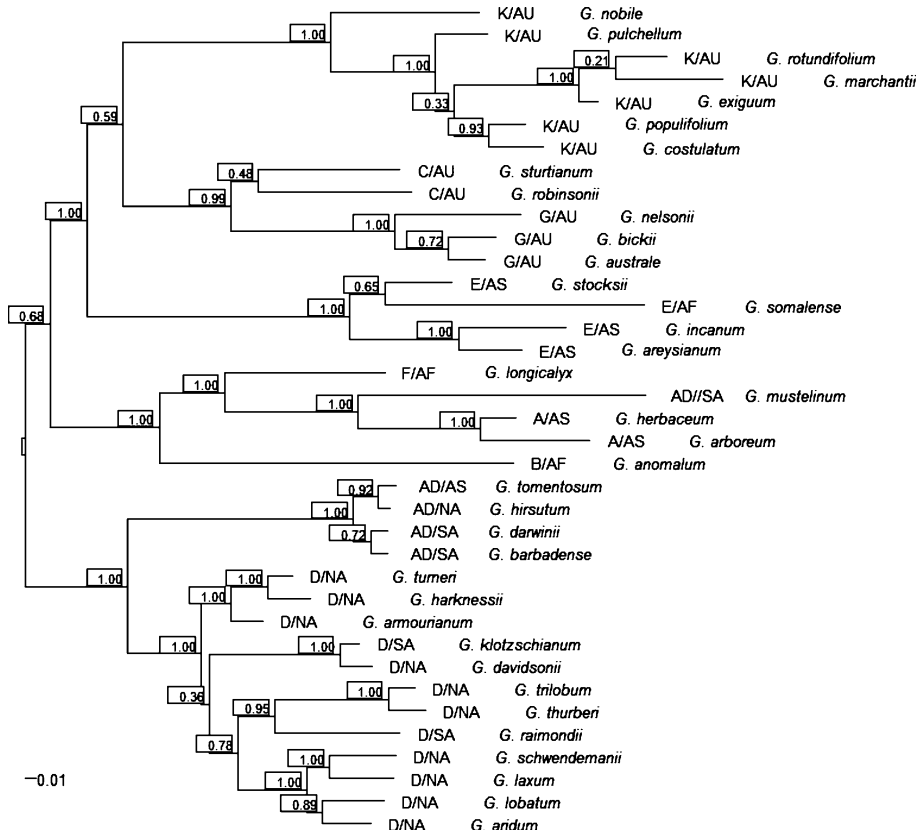 K/AU G. nobile
1.00
K/AU G. pulchellum
0.21
K/AU G. rotundifolium
1.00
1.00
K/AU G. marchantii
0.33
K/AU G. exiguum
0.59
0.93
K/AU G. populifolium
K/AU G. costulatum
0.48
C/AU G. sturtianum
0.99
C/AU G. robinsonii
1.00
1.00
G/AU G. nelsonii
0.72
G/AU G. bickii
G/AU G. australe
0.65
E/AS G. stocksii
0.68
1.00
E/AF G. somalense
1.00
E/AS G. incanum
E/AS G. areysianum
1.00
F/AF G. longicalyx
1.00
AD//SA G. mustelinum
1.00
1.00
A/AS G. herbaceum
A/AS G. arboreum
B/AF G. anomalum
0.92
AD/AS G. tomentosum
1.00
AD/NA G. hirsutum
0.72
AD/SA G. darwinii
AD/SA G. barbadense
1.00
1.00
1.00
D/NA G. turneri
D/NA G. harknessii
D/NA G. armourianum
1.00
1.00
D/SA G. klotzschianum
D/NA G. davidsonii
0.36
1.00
D/NA G. trilobum
0.95
D/NA G. thurberi
D/SA G. raimondii
0.78
1.00
D/NA G. schwendemanii
1.00
D/NA G. laxum
0.89
D/NA G. lobatum
D/NA G. aridum
0.01